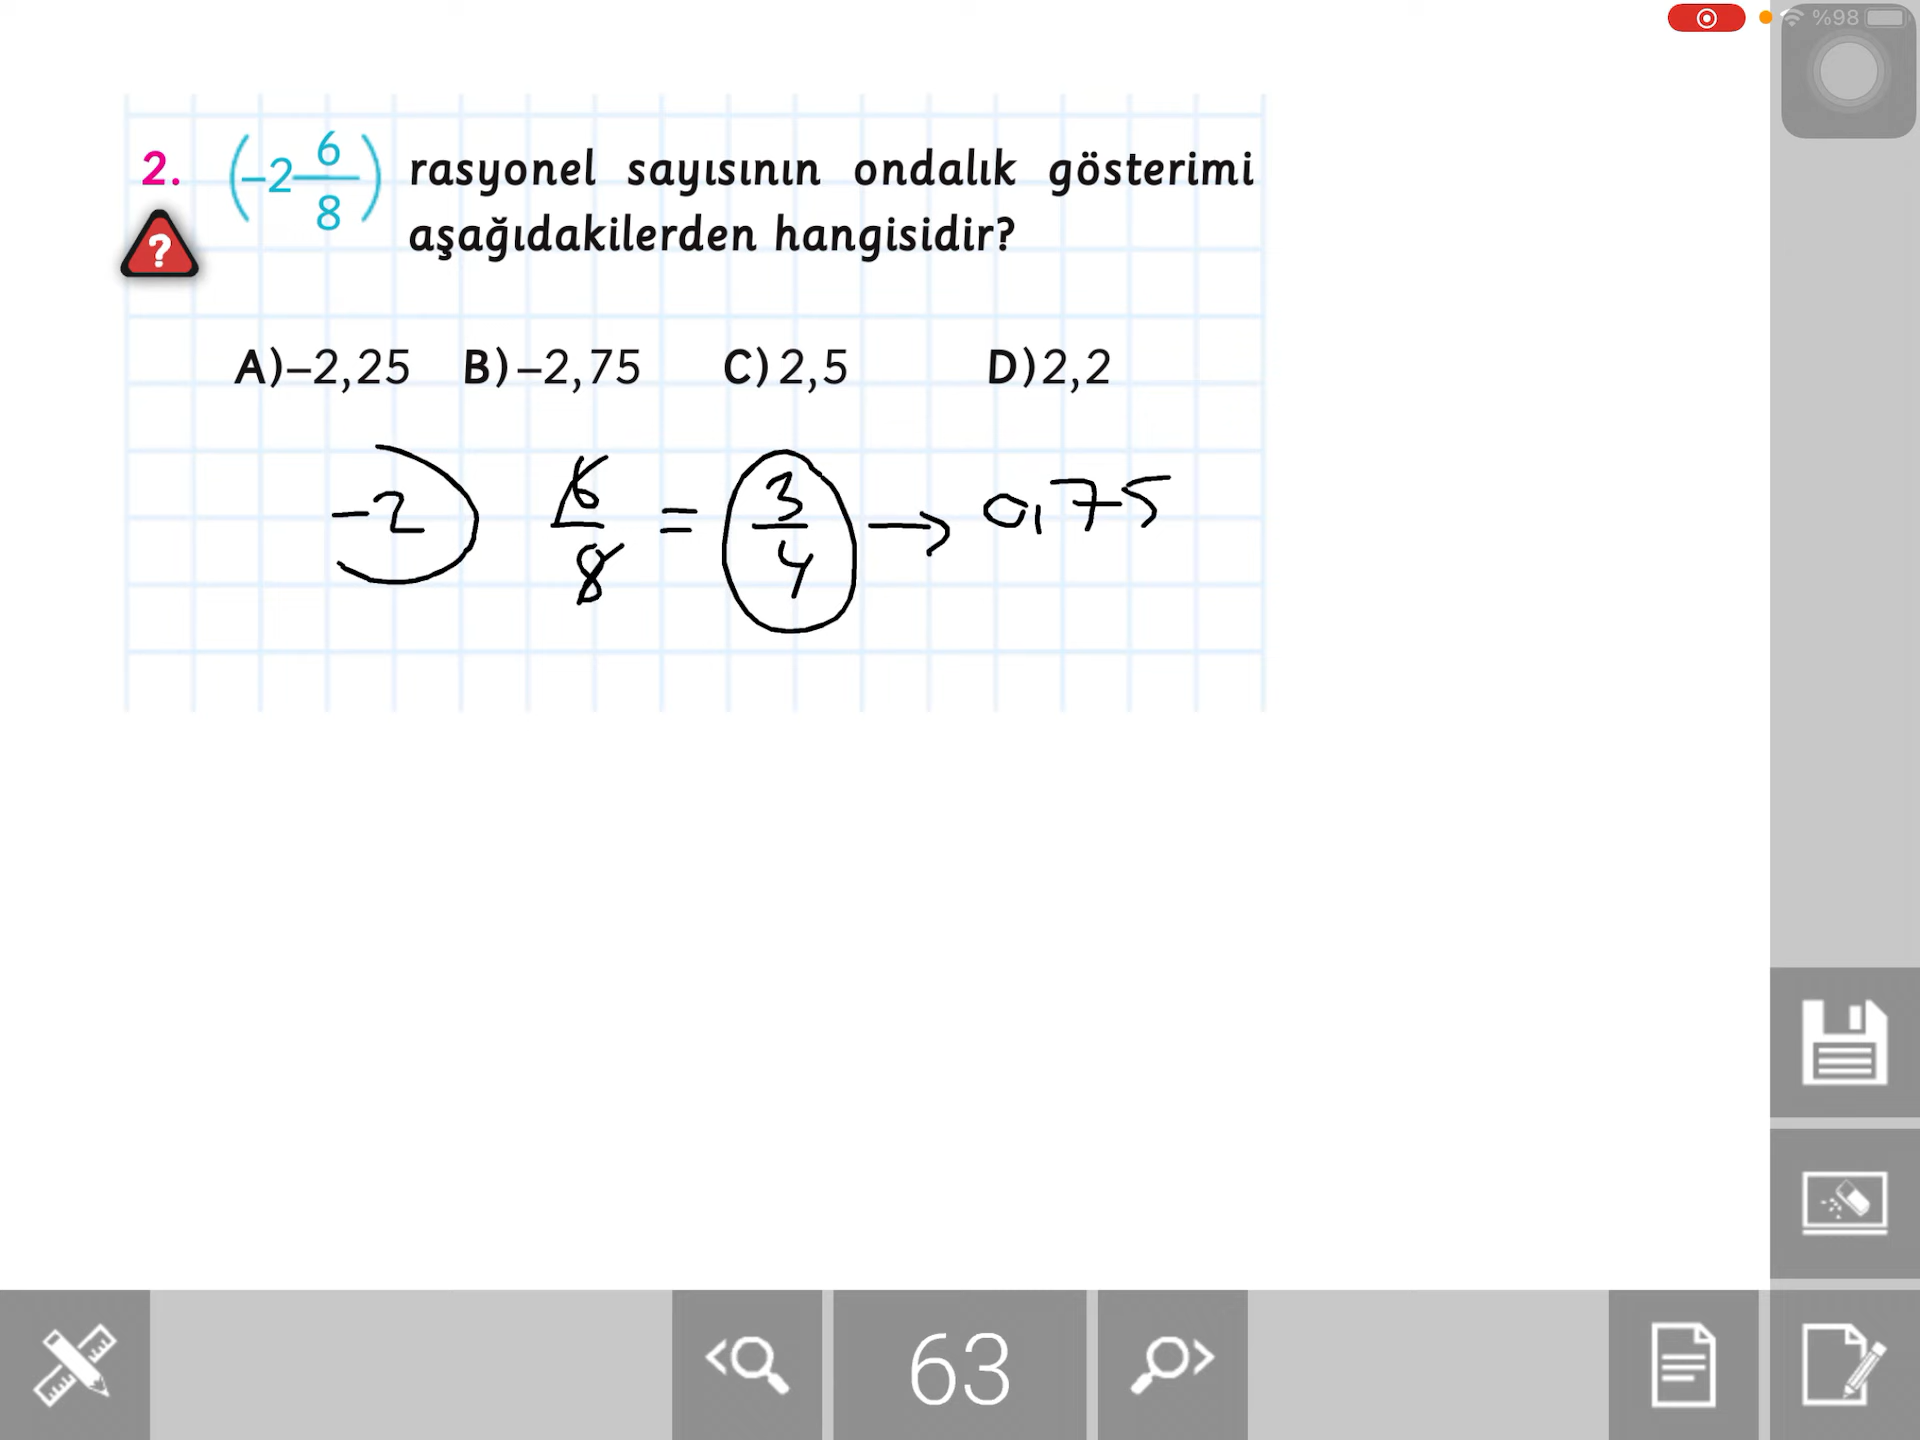 %98
2. (–2 6/8) rasyonel sayısının ondalık gösterimi
?
aşağıdakilerden hangisidir?
A) –2,25 B) –2,75 C) 2,5 D) 2,2
-2 6/8 = 3/4 → 0,75
63